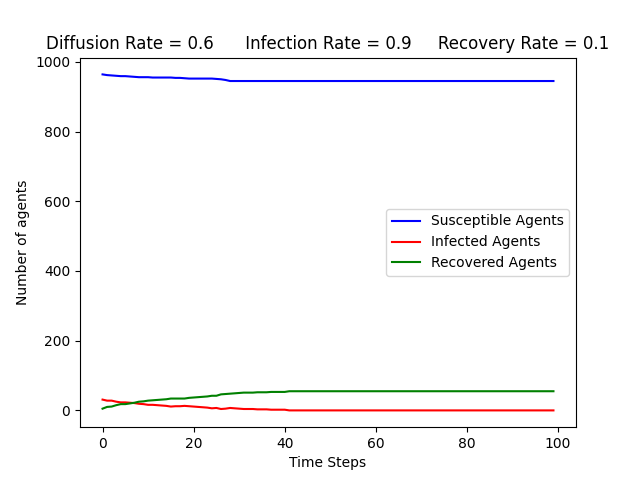 Diffusion Rate = 0.6 Infection Rate = 0.9 Recovery Rate = 0.1
1000
800
600
400
200
0
Number of agents
Susceptible Agents
Infected Agents
Recovered Agents
0 20 40 60 80 100
Time Steps